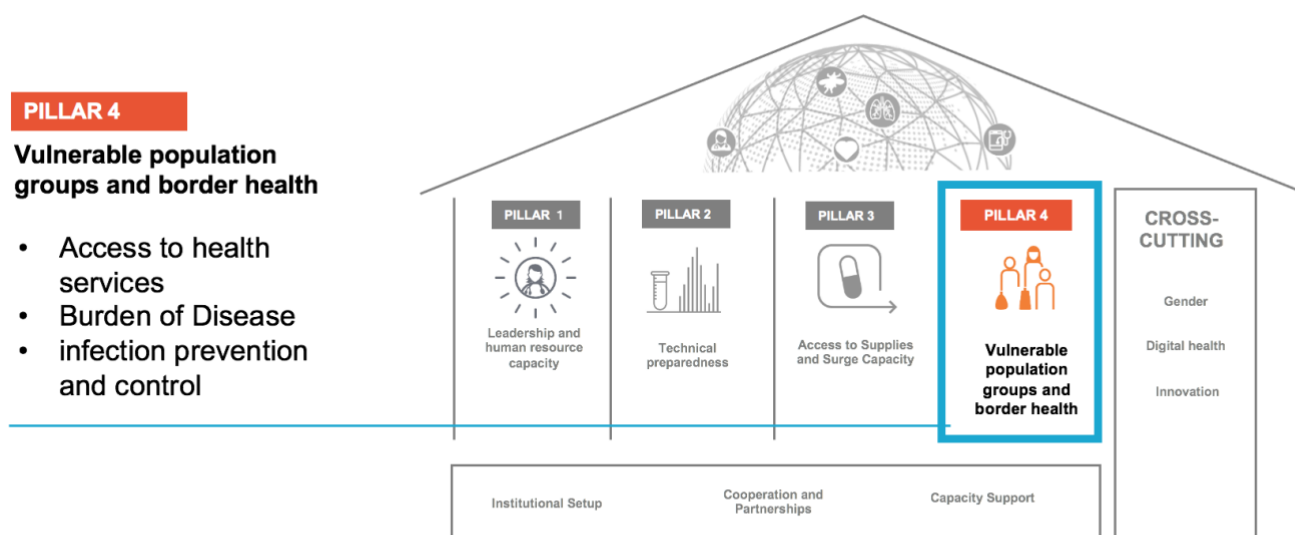 PILLAR 4
Vulnerable population
groups and border health
• Access to health
services
• Burden of Disease
• infection prevention
and control
PILLAR 1
Leadership and
human resource
capacity
PILLAR 2
Technical
preparedness
PILLAR 3
Access to Supplies
and Surge Capacity
PILLAR 4
Vulnerable
population
groups and
border health
CROSS-
CUTTING
Gender
Digital health
Innovation
Institutional Setup
Cooperation and
Partnerships
Capacity Support